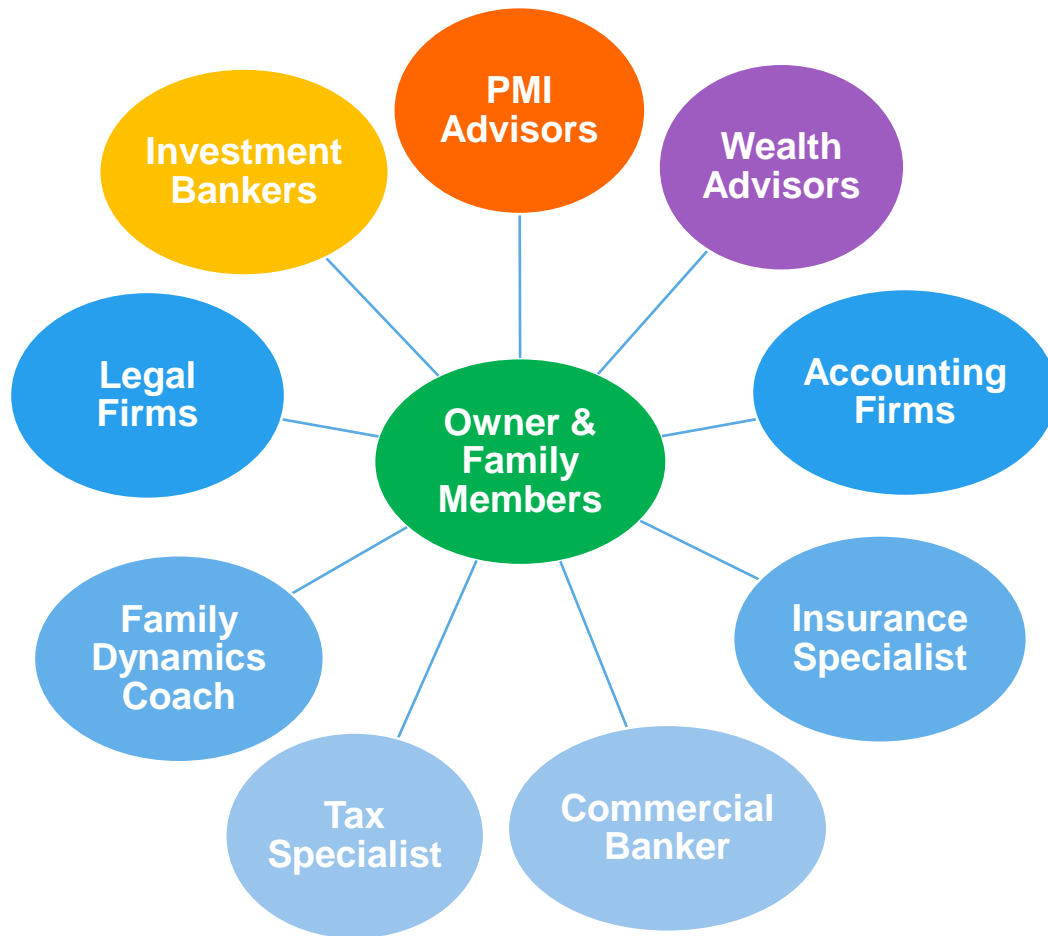 PMI
Advisors
Investment
Bankers
Wealth
Advisors
Legal
Firms
Accounting
Firms
Owner &
Family
Members
Family
Dynamics
Coach
Insurance
Specialist
Tax
Specialist
Commercial
Banker